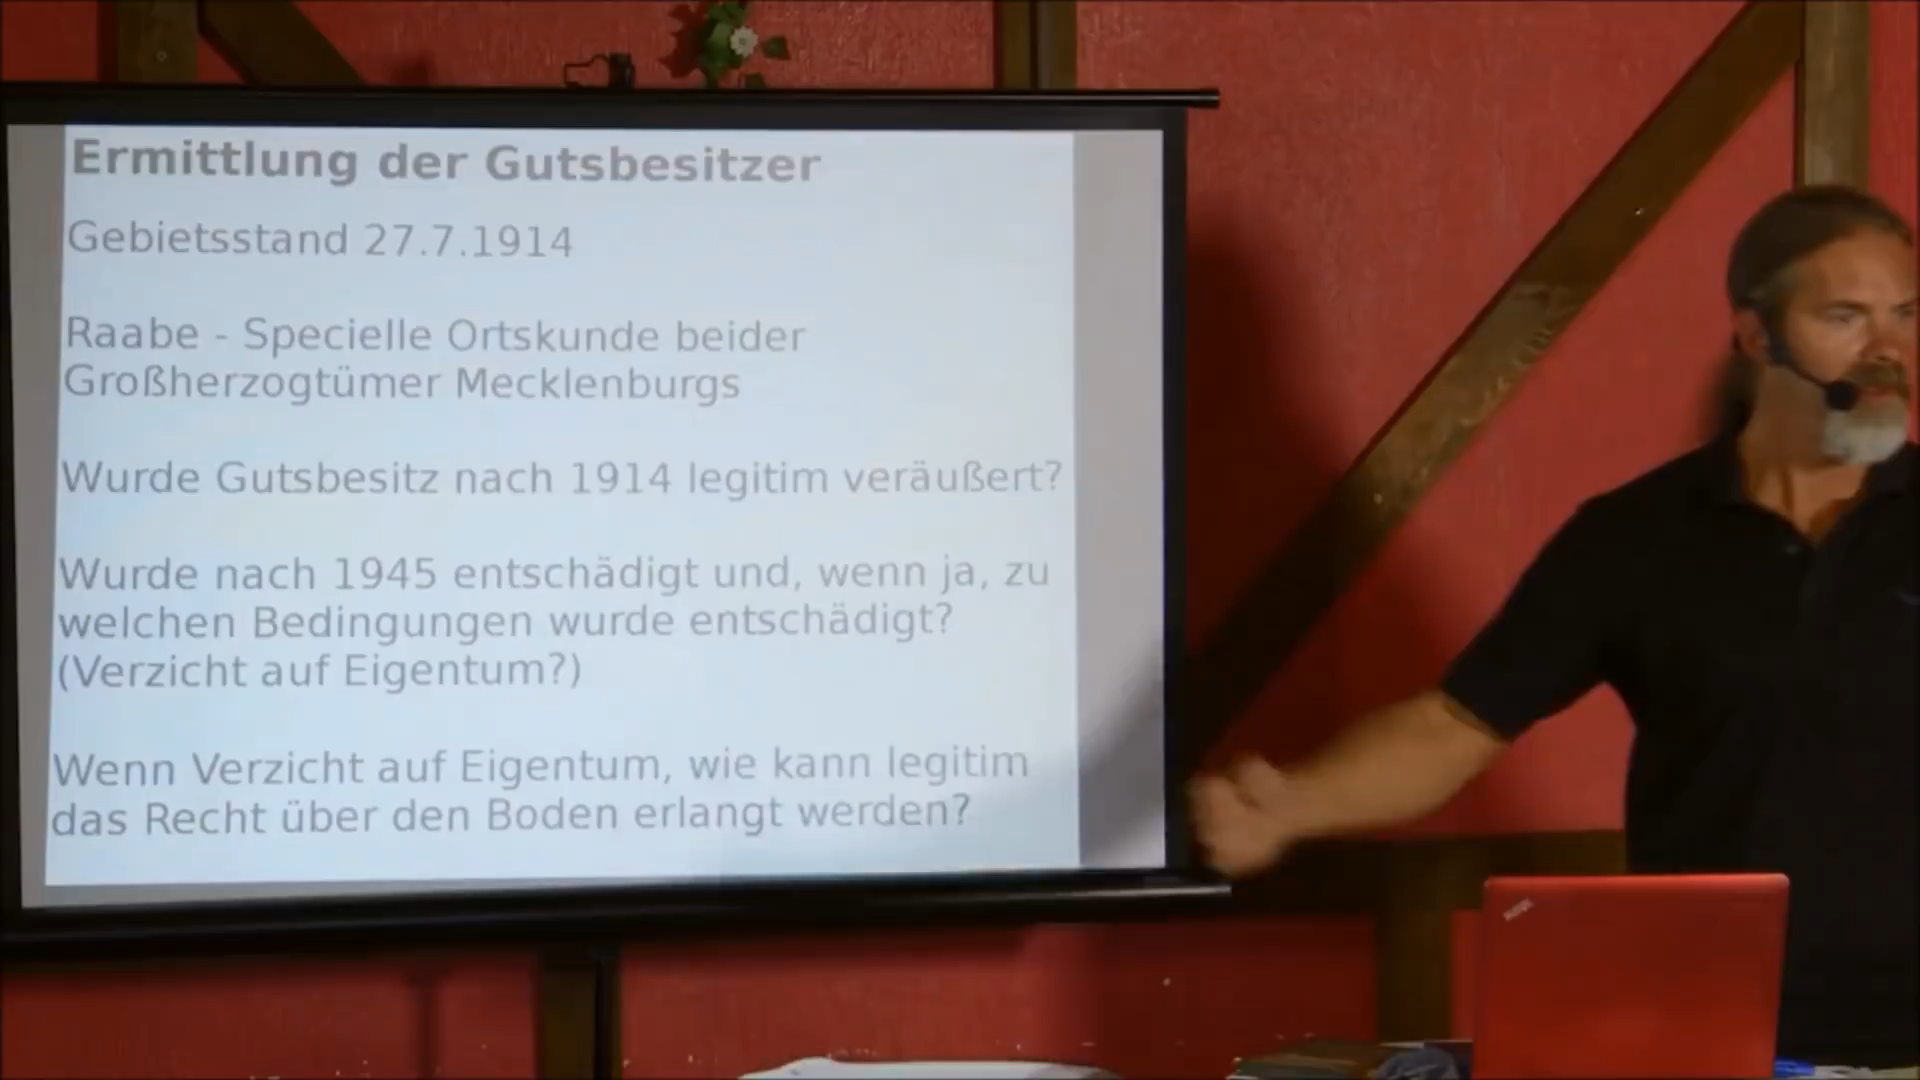 Ermittlung der Gutsbesitzer
Gebietsstand 27.7.1914
Raabe - Specielle Ortskunde beider
Großherzogtümer Mecklenburgs
Wurde Gutsbesitz nach 1914 legitim veräußert?
Wurde nach 1945 entschädigt und, wenn ja, zu
welchen Bedingungen wurde entschädigt?
(Verzicht auf Eigentum?)
Wenn Verzicht auf Eigentum, wie kann legitim
das Recht über den Boden erlangt werden?